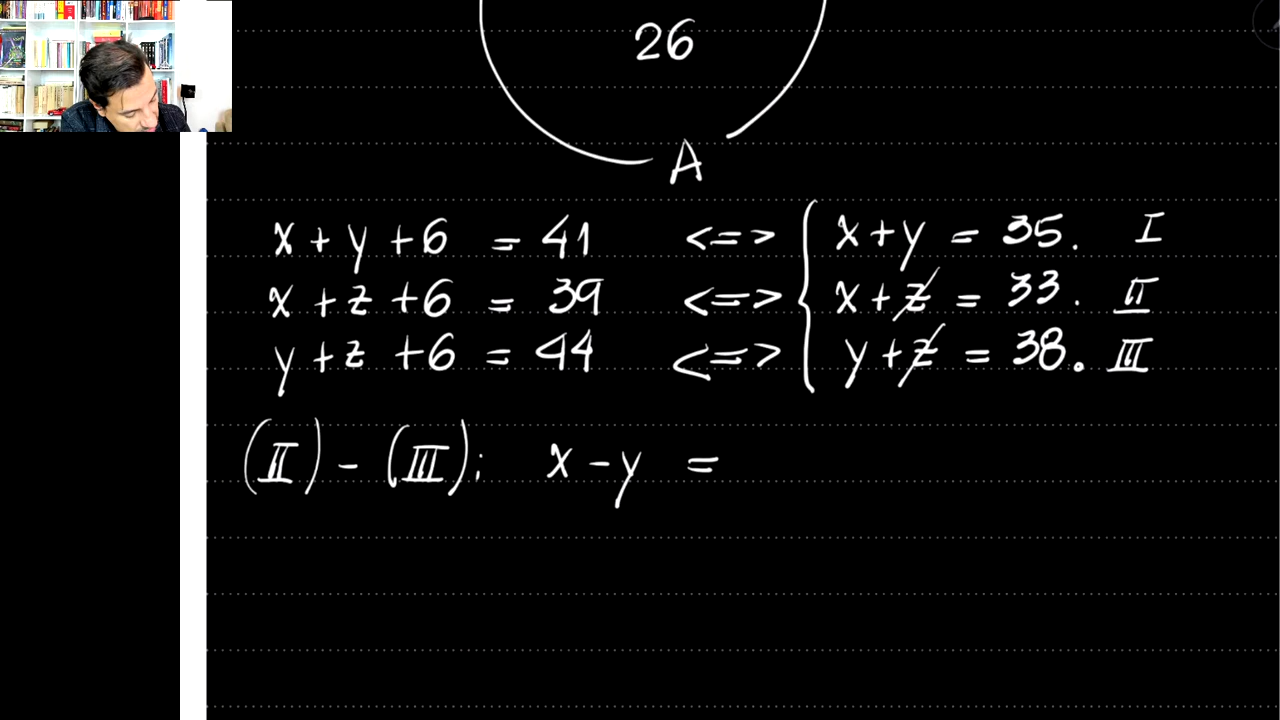 26
A
x + y + 6 = 41 <=> { x + y = 35. I
x + z + 6 = 39 <=> x + z = 33. II
y + z + 6 = 44 <=> y + z = 38. III
(II) - (III): x - y =